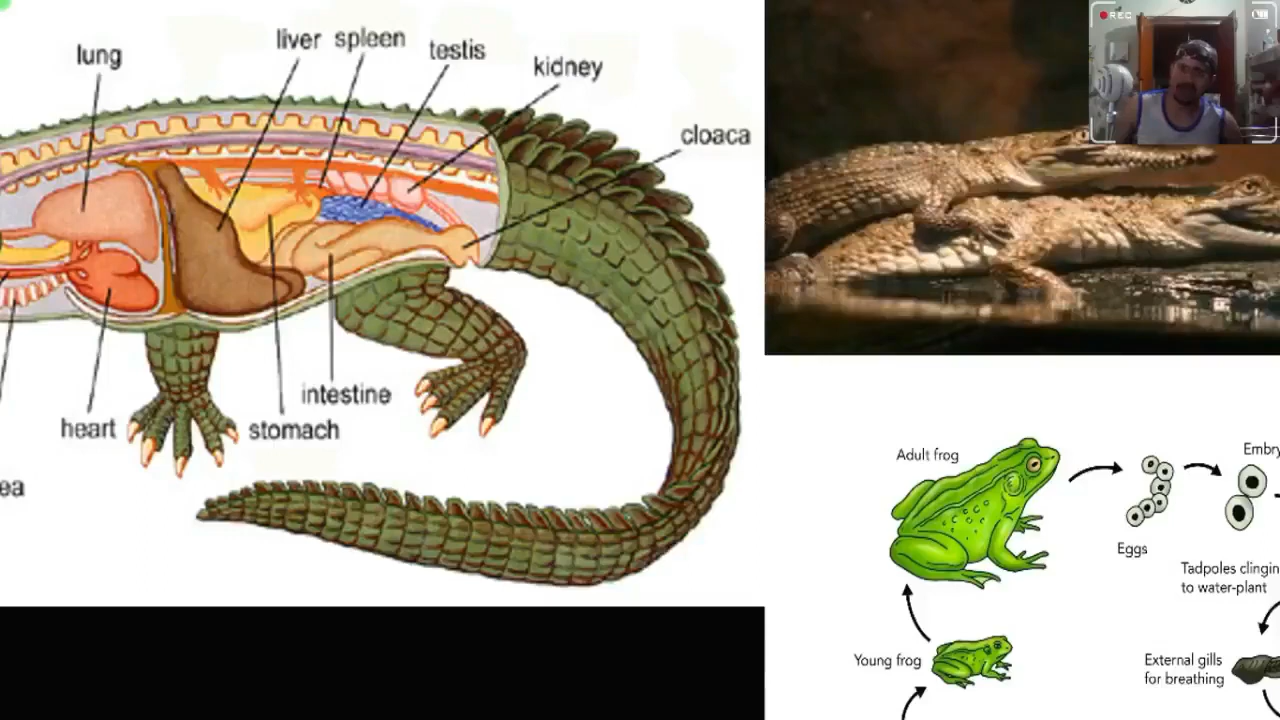 lung
liver
spleen
testis
kidney
cloaca
heart
stomach
intestine
ea
REC
Adult frog
Eggs
Embry
Tadpoles clingin
to water-plant
Young frog
External gills
for breathing